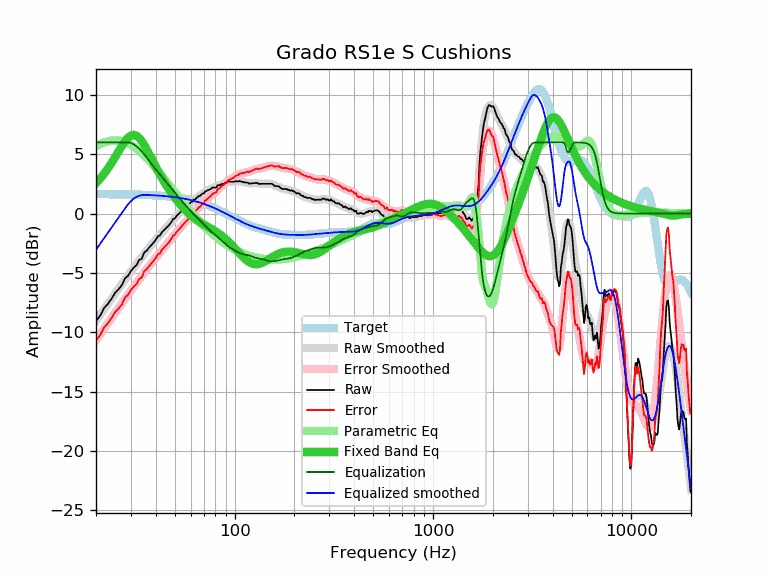 Grado RS1e S Cushions
Amplitude (dBr)
10
5
0
−5
−10
−15
−20
−25
Target
Raw Smoothed
Error Smoothed
Raw
Error
Parametric Eq
Fixed Band Eq
Equalization
Equalized smoothed
100
1000
10000
Frequency (Hz)